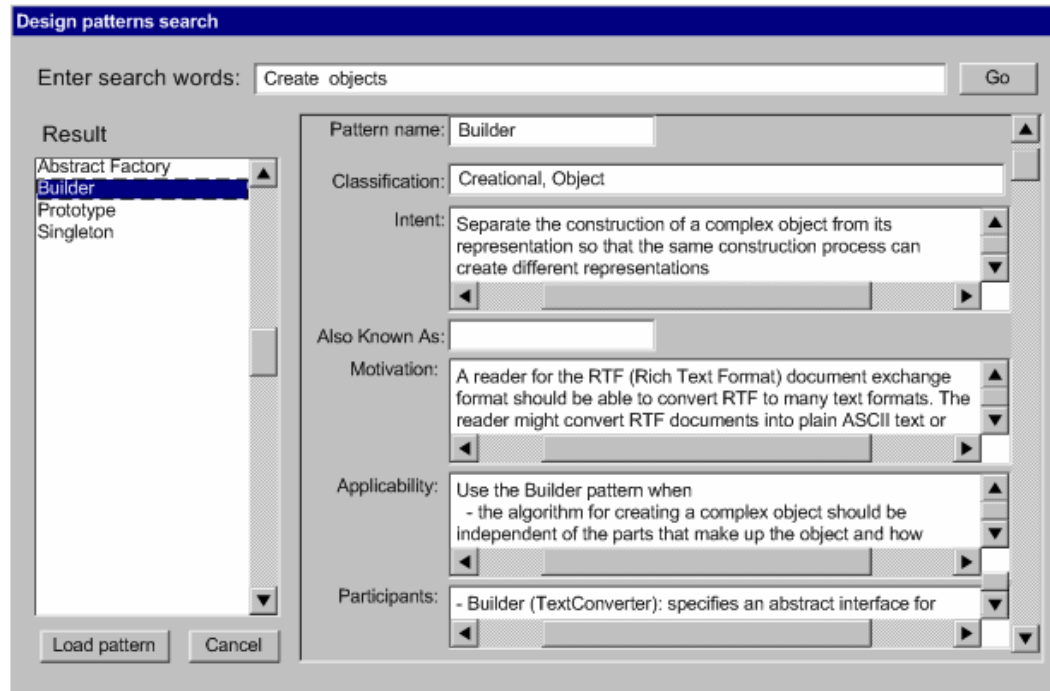 Design patterns search
Enter search words: Create objects Go
Result
Abstract Factory
Builder
Prototype
Singleton
Load pattern Cancel
Pattern name: Builder
Classification: Creational, Object
Intent: Separate the construction of a complex object from its
representation so that the same construction process can
create different representations
Also Known As:
Motivation: A reader for the RTF (Rich Text Format) document exchange
format should be able to convert RTF to many text formats. The
reader might convert RTF documents into plain ASCII text or
Applicability: Use the Builder pattern when
- the algorithm for creating a complex object should be
independent of the parts that make up the object and how
Participants: - Builder (TextConverter): specifies an abstract interface for